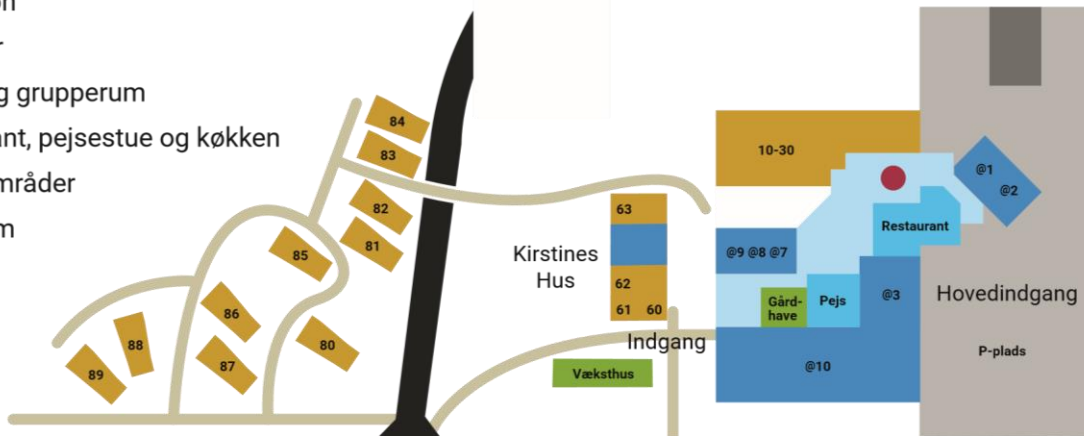 g grupperum
nt, pejsestue og køkken
mråder
m
84
83
82
81
85
86
88
87
80
89
Kirstines
Hus
63
62
61 60
Indgang
Væksthus
10-30
@1
@2
Restaurant
@9 @8 @7
@3
Gård-
have
Pejs
@10
Hovedindgang
P-plads